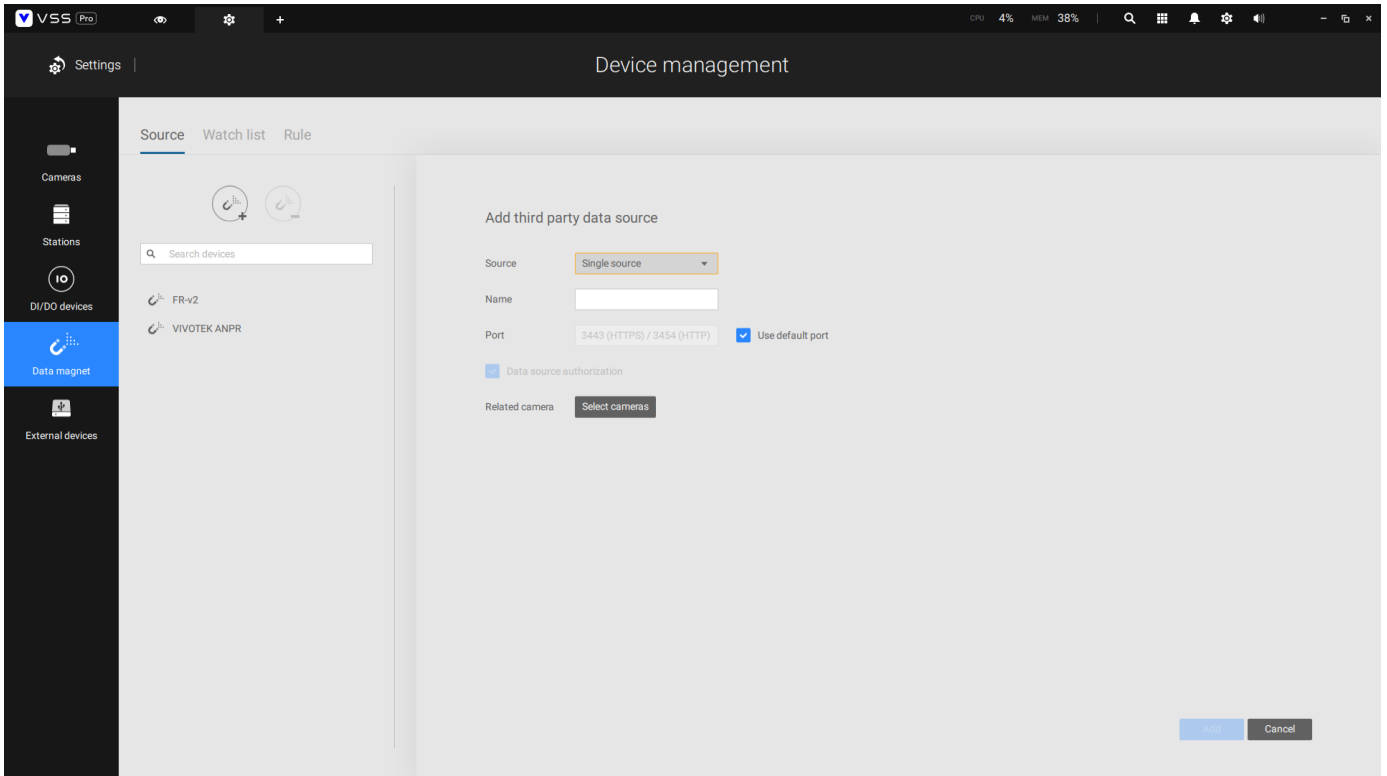 VSS Pro
CPU 4% MEM 38%
Settings
Device management
Source Watch list Rule
Cameras
Stations
IO
DI/DO devices
Data magnet
External devices
Search devices
FR-v2
VIVOTEK ANPR
Add third party data source
Source Single source
Name
Port 3443 (HTTPS) / 3454 (HTTP) Use default port
Data source authorization
Related camera Select cameras
Add Cancel